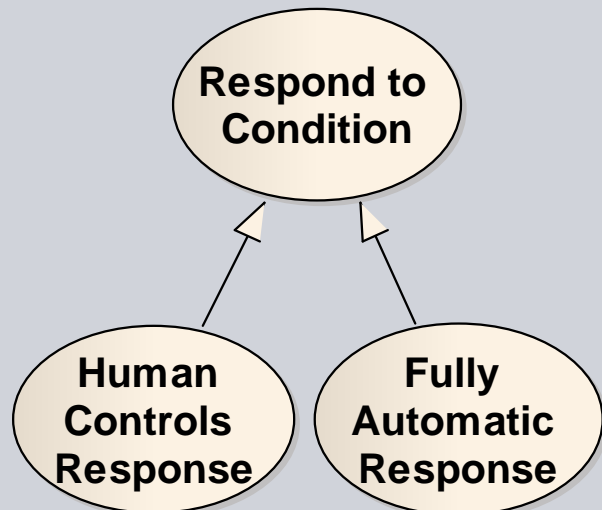 Respond to
Condition
Human
Controls
Response
Fully
Automatic
Response